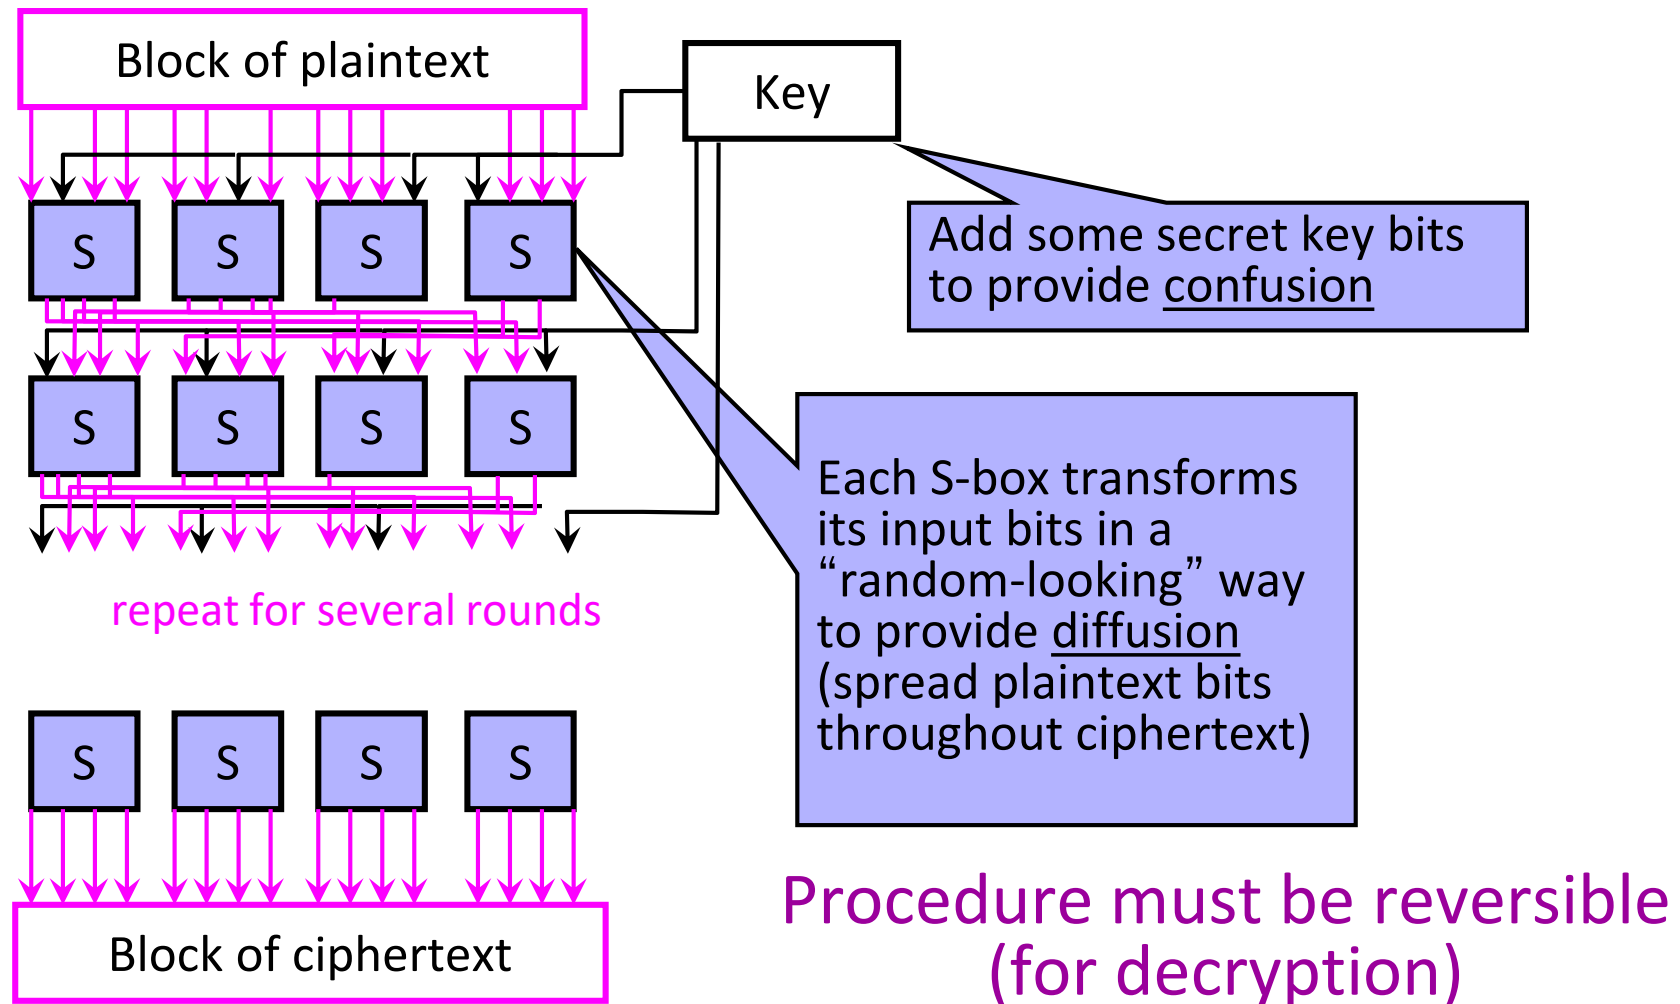 Block of plaintext
Key
S S S S
Add some secret key bits
to provide confusion
S S S S
Each S-box transforms
its input bits in a
“random-looking” way
to provide diffusion
(spread plaintext bits
throughout ciphertext)
repeat for several rounds
S S S S
Block of ciphertext
Procedure must be reversible
(for decryption)